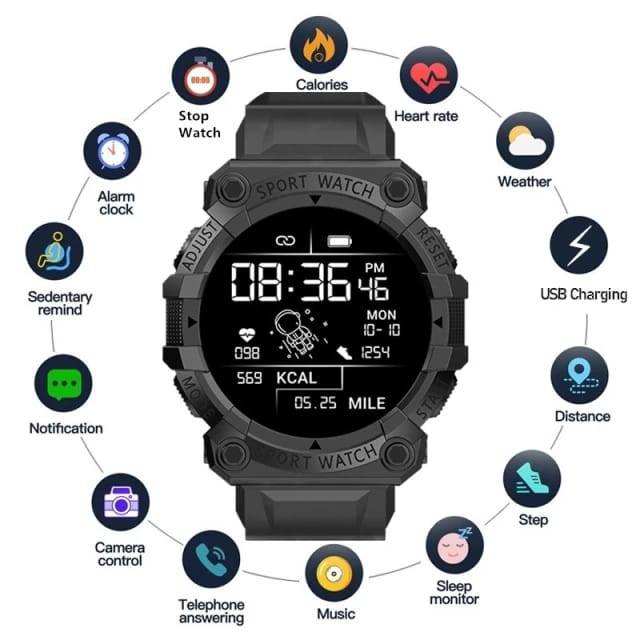 Calories
Heart rate
Weather
USB Charging
Distance
Step
Sleep
monitor
Music
Telephone
answering
Camera
control
Notification
Sedentary
remind
Alarm
clock
Stop
Watch
00:00
SPORT WATCH
ADJUST
RESET
08:36 PM 46
MON
10-10
098
1254
569 KCAL
05.25 MILE
SPORT WATCH